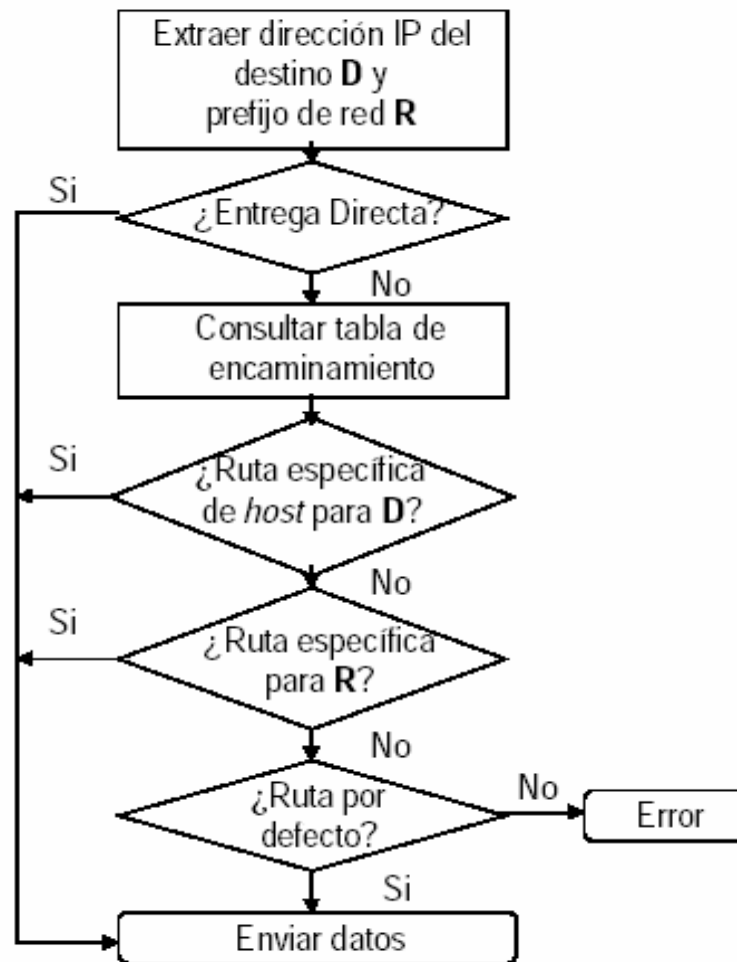 Extraer dirección IP del
destino D y
prefijo de red R
Si
¿Entrega Directa?
No
Consultar tabla de
encaminamiento
Si
¿Ruta específica
de host para D?
No
Si
¿Ruta específica
para R?
No
¿Ruta por
defecto?
No
Error
Si
Enviar datos